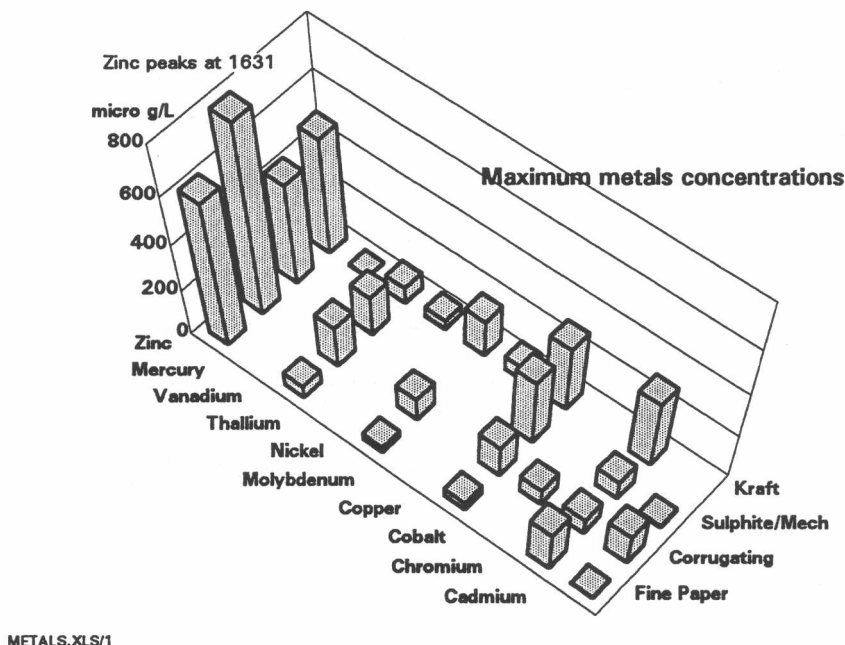 Zinc peaks at 1631
micro g/L
800
600
400
200
0
Maximum metals concentrations
Zinc
Mercury
Vanadium
Thallium
Nickel
Molybdenum
Copper
Cobalt
Chromium
Cadmium
Kraft
Sulphite/Mech
Corrugating
Fine Paper
METALS.XLS/1